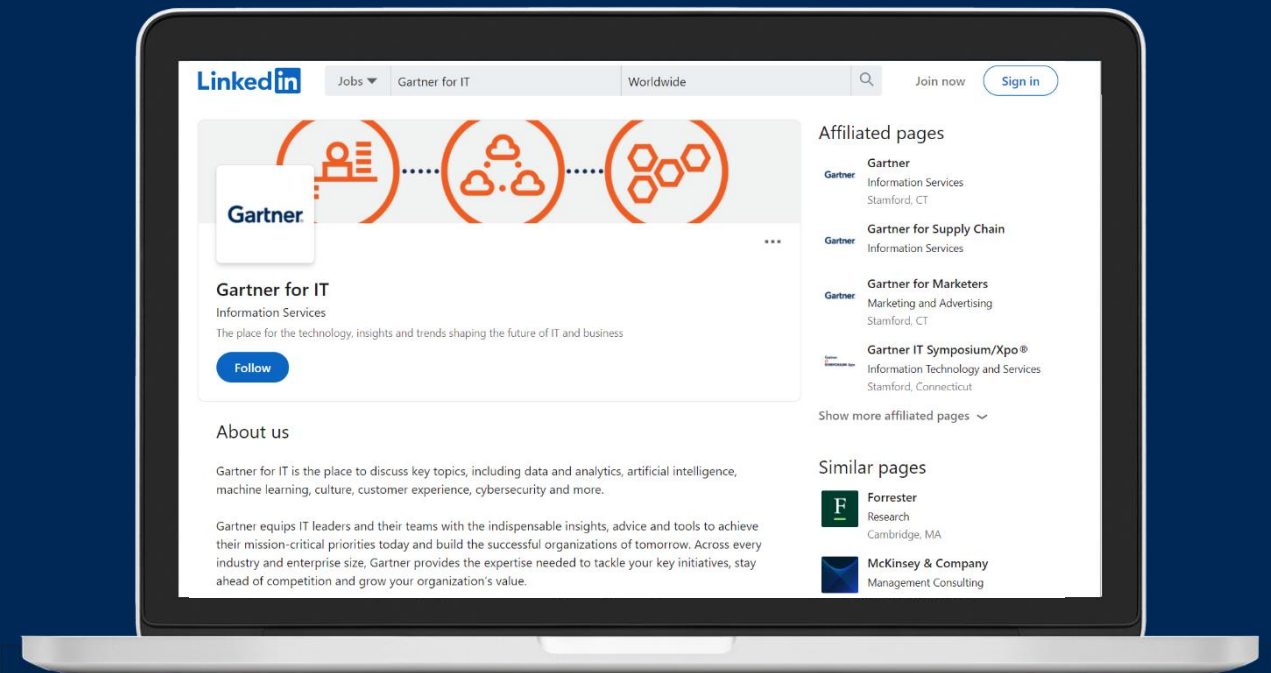 Linked in
Jobs
Gartner for IT
Worldwide
Join now
Sign in
Gartner
Gartner for IT
Information Services
The place for the technology, insights and trends shaping the future of IT and business
Follow
About us
Gartner for IT is the place to discuss key topics, including data and analytics, artificial intelligence,
machine learning, culture, customer experience, cybersecurity and more.
Gartner equips IT leaders and their teams with the indispensable insights, advice and tools to achieve
their mission-critical priorities today and build the successful organizations of tomorrow. Across every
industry and enterprise size, Gartner provides the expertise needed to tackle your key initiatives, stay
ahead of competition and grow your organization's value.
Affiliated pages
Gartner
Gartner
Information Services
Stamford, CT
Gartner
Gartner for Supply Chain
Information Services
Gartner
Gartner for Marketers
Marketing and Advertising
Stamford, CT
Gartner IT Symposium/Xpo®
Information Technology and Services
Stamford, Connecticut
Show more affiliated pages
Similar pages
F
Forrester
Research
Cambridge, MA
McKinsey & Company
Management Consulting